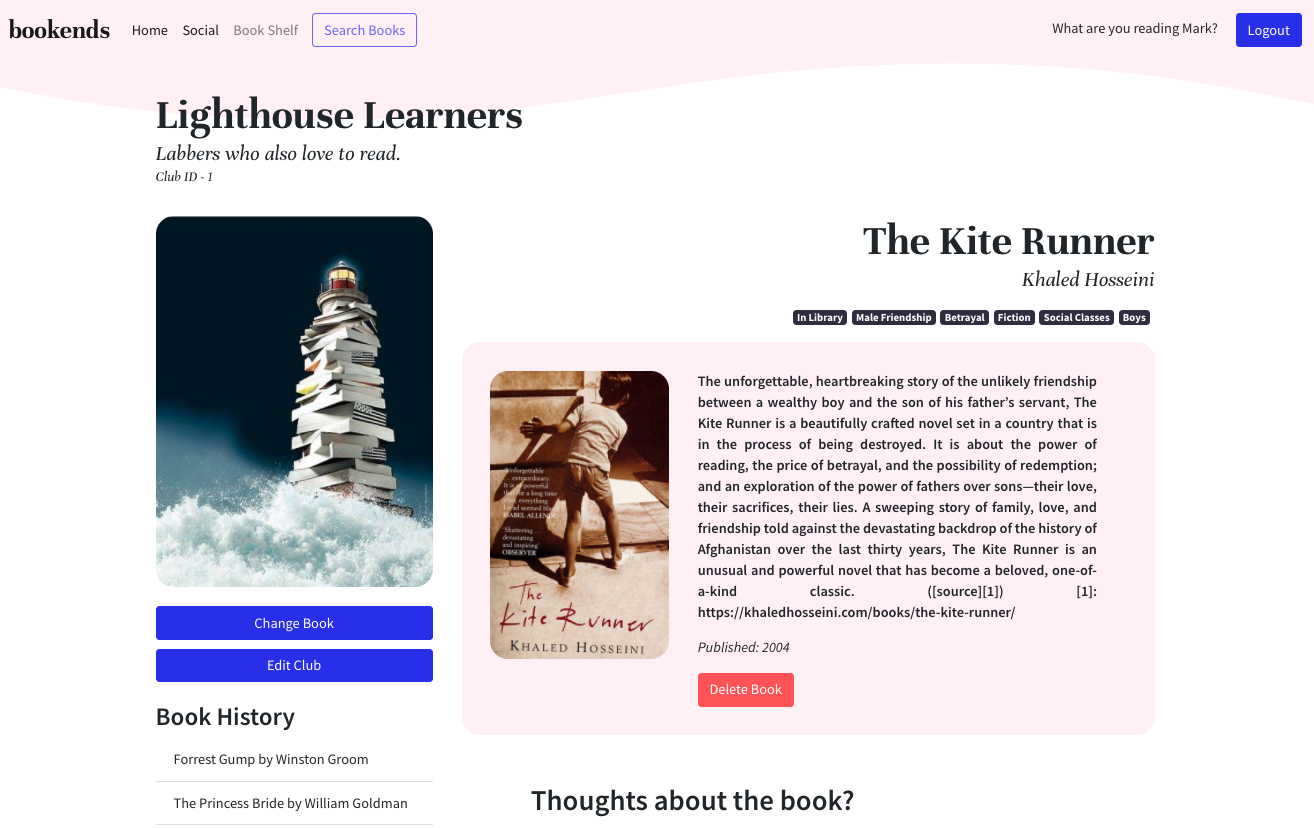 bookends Home Social Book Shelf Search Books What are you reading Mark? Logout
Lighthouse Learners
Labbers who also love to read.
Club ID - 1
The Kite Runner
Khaled Hosseini
In Library Male Friendship Betrayal Fiction Social Classes Boys
The unforgettable, heartbreaking story of the unlikely friendship
between a wealthy boy and the son of his father’s servant, The
Kite Runner is a beautifully crafted novel set in a country that is
in the process of being destroyed. It is about the power of
reading, the price of betrayal, and the possibility of redemption;
and an exploration of the power of fathers over sons—their love,
their sacrifices, their lies. A sweeping story of family, love, and
friendship told against the devastating backdrop of the history of
Afghanistan over the last thirty years, The Kite Runner is an
unusual and powerful novel that has become a beloved, one-of-
a-kind classic. ([source][1]) [1]:
https://khaledhosseini.com/books/the-kite-runner/
Published: 2004
Delete Book
Unforgettable
... extraordinary.
It is so powerful
that for a long time
after, everything
I read seemed bland
ISABEL ALLENDE
'Shattering...
devastating
and inspiring'
OBSERVER
The
Kite Runner
KHALED HOSSEINI
Change Book
Edit Club
Book History
Forrest Gump by Winston Groom
The Princess Bride by William Goldman
Thoughts about the book?